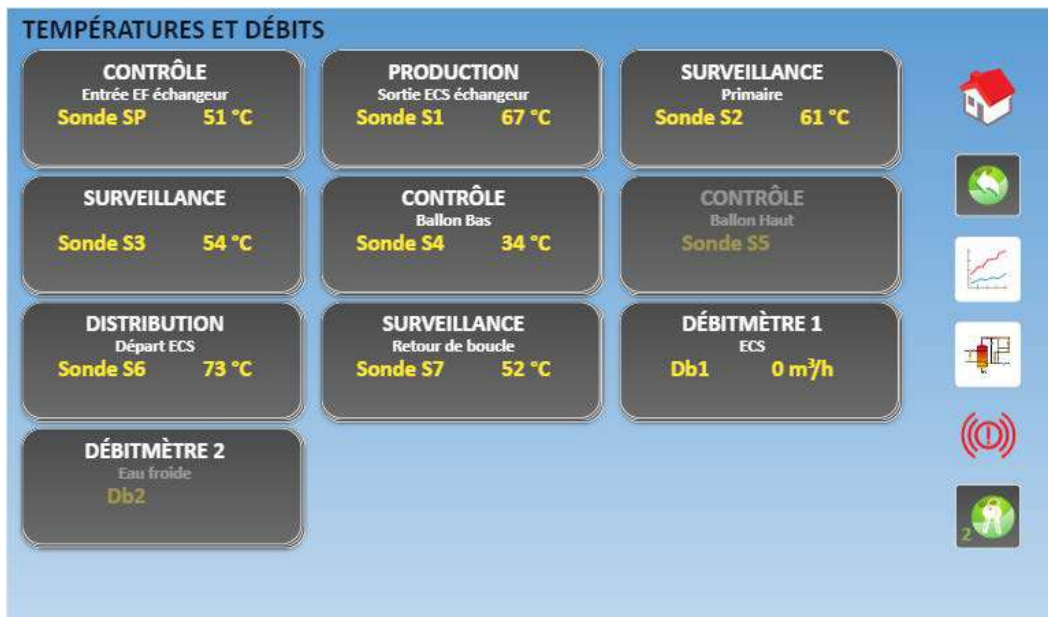 TEMPÉRATURES ET DÉBITS
CONTRÔLE
Entrée EF échangeur
Sonde SP 51 °C
PRODUCTION
Sortie ECS échangeur
Sonde S1 67 °C
SURVEILLANCE
Primaire
Sonde S2 61 °C
SURVEILLANCE
Sonde S3 54 °C
CONTRÔLE
Ballon Bas
Sonde S4 34 °C
CONTRÔLE
Ballon Haut
Sonde S5
DISTRIBUTION
Départ ECS
Sonde S6 73 °C
SURVEILLANCE
Retour de boucle
Sonde S7 52 °C
DÉBITMÈTRE 1
ECS
Db1 0 m³/h
DÉBITMÈTRE 2
Eau froide
Db2
2